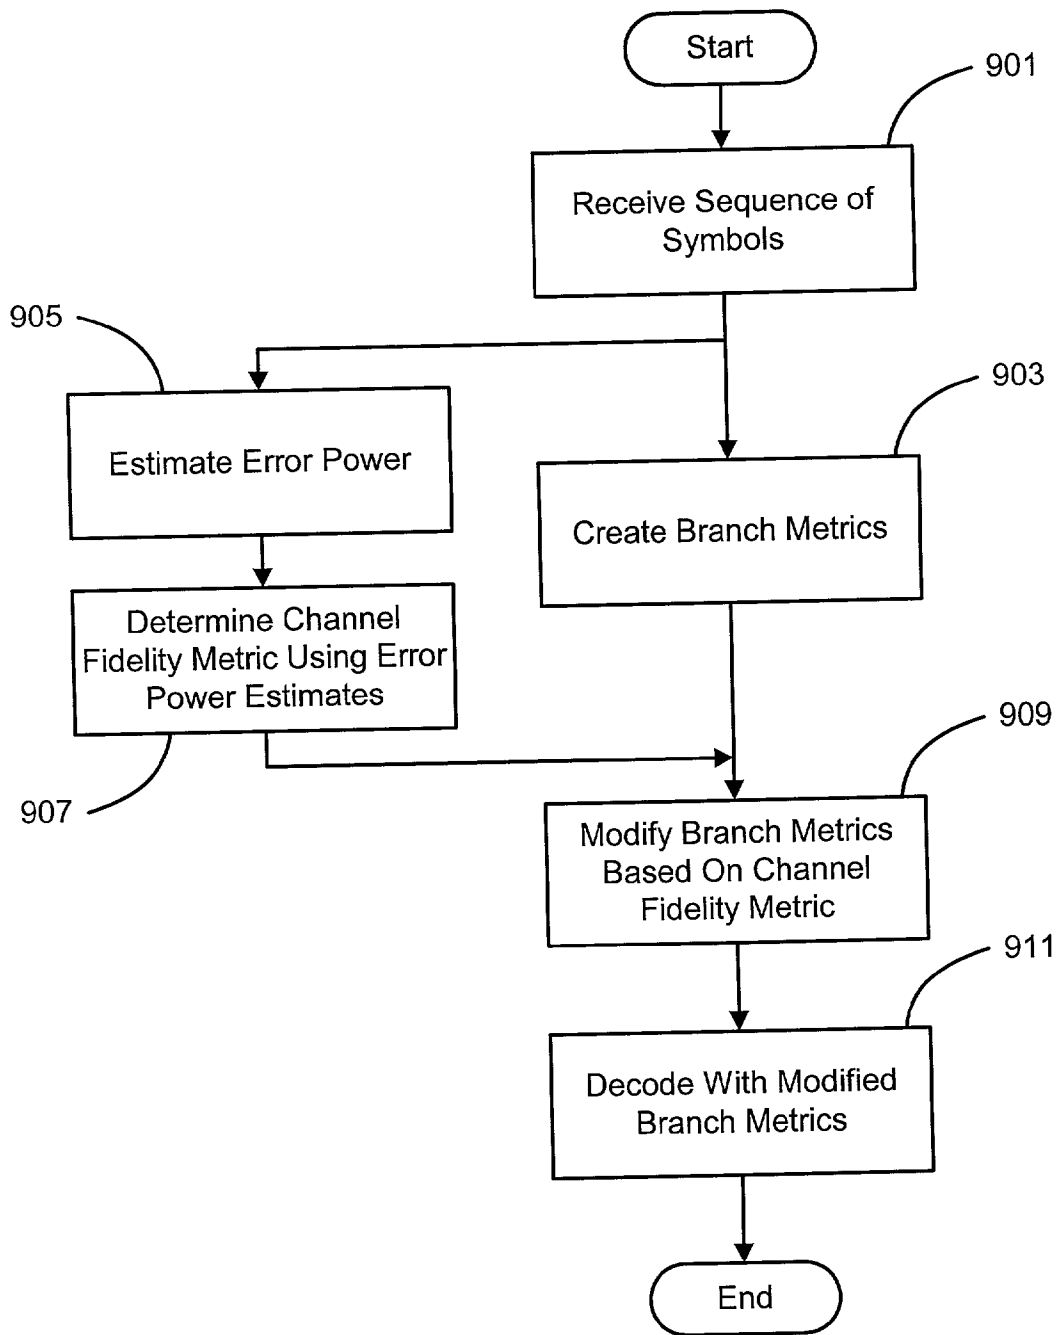 Start
901
Receive Sequence of
Symbols
905
903
Estimate Error Power
Create Branch Metrics
Determine Channel
Fidelity Metric Using Error
Power Estimates
907
909
Modify Branch Metrics
Based On Channel
Fidelity Metric
911
Decode With Modified
Branch Metrics
End